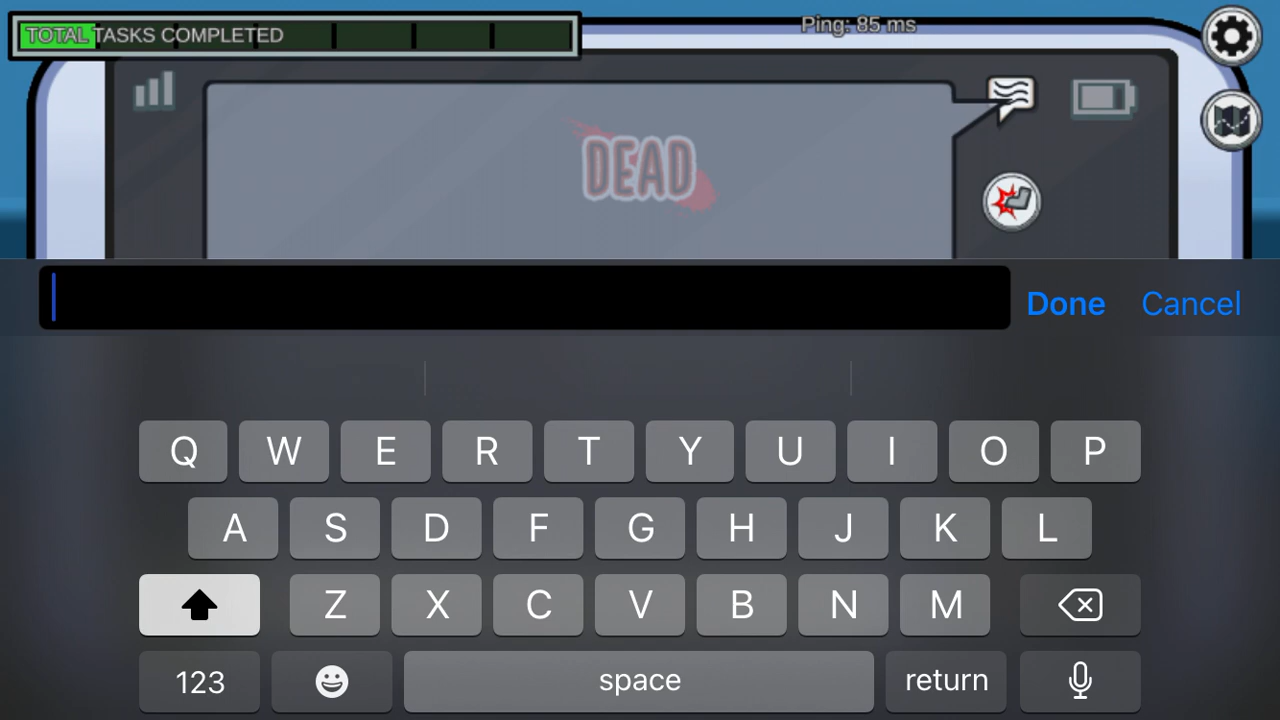 TOTAL TASKS COMPLETED
Ping: 85 ms
DEAD
Done Cancel
Q W E R T Y U I O P
A S D F G H J K L
Z X C V B N M
123 space return